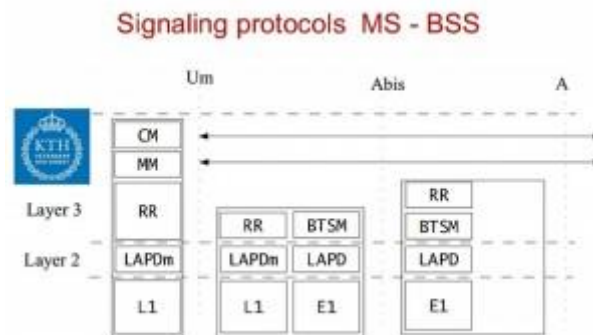 Signaling protocols MS - BSS
Um Abis A
CM
KTH
MM
Layer 3 RR RR BTSM RR
BTSM
Layer 2 LAPDm LAPDm LAPD LAPD
L1 L1 E1 E1